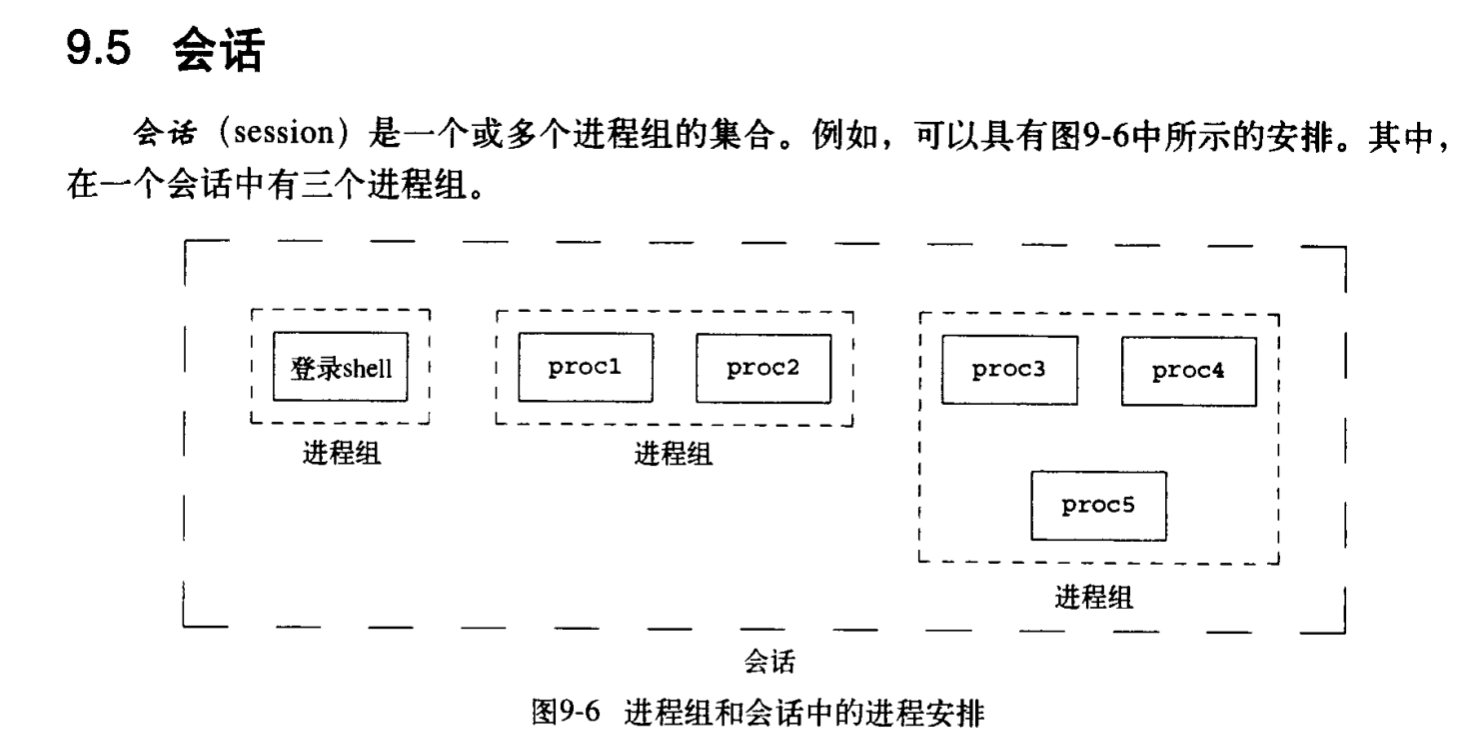 9.5 会话
会话（session）是一个或多个进程组的集合。例如，可以具有图9-6中所示的安排。其中，
在一个会话中有三个进程组。
登录shell
proc1
proc2
proc3
proc4
进程组
进程组
proc5
进程组
会话
图9-6 进程组和会话中的进程安排